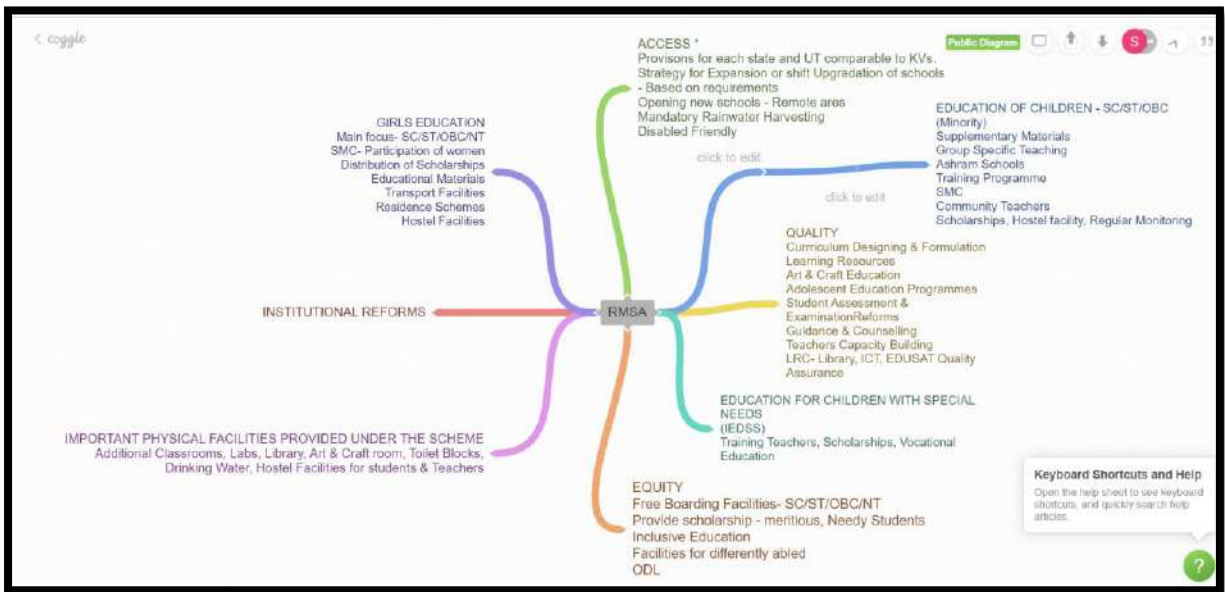 coggle
Public Diagram
S
ACCESS *
Provisons for each state and UT comparable to KVs.
Strategy for Expansion or shift Upgradation of schools
- Based on requirements
Opening new schools - Remote area
Mandatory Rainwater Harvesting
Disabled Friendly
GIRLS EDUCATION
Main focus- SC/ST/OBC/NT
SMC- Participation of women
Distribution of Scholarships
Educational Materials
Transport Facilities
Residence Schemes
Hostel Facilities
click to edit
click to edit
EDUCATION OF CHILDREN - SC/ST/OBC
(Minority)
Supplementary Materials
Group Specific Teaching
Ashram Schools
Training Programme
SMC
Community Teachers
Scholarships, Hostel facility, Regular Monitoring
QUALITY
Curriculum Designing & Formulation
Learning Resources
Art & Craft Education
Adolescent Education Programmes
Student Assessment &
ExaminationReforms
Guidance & Counselling
Teachers Capacity Building
LRC- Library, ICT, EDUSAT Quality
Assurance
INSTITUTIONAL REFORMS
RMSA
EDUCATION FOR CHILDREN WITH SPECIAL
NEEDS
(IEDSS)
Training Teachers, Scholarships, Vocational
Education
IMPORTANT PHYSICAL FACILITIES PROVIDED UNDER THE SCHEME
Additional Classrooms, Labs, Library, Art & Craft room, Toilet Blocks,
Drinking Water, Hostel Facilities for students & Teachers
EQUITY
Free Boarding Facilities- SC/ST/OBC/NT
Provide scholarship - meritious, Needy Students
Inclusive Education
Facilities for differently abled
ODL
Keyboard Shortcuts and Help
Open the help sheet to see keyboard
shortcuts, and quickly search help
articles.
?